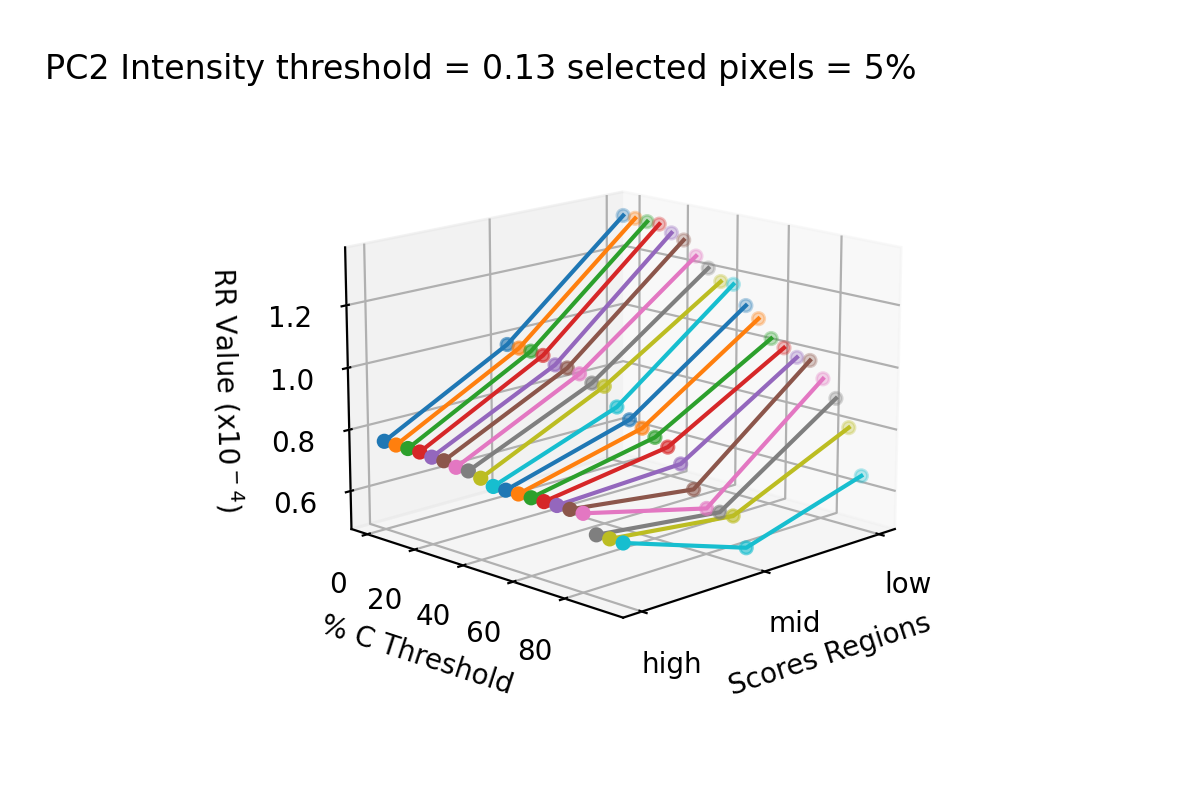 PC2 Intensity threshold = 0.13 selected pixels = 5%
RR Value (x10⁻⁴)
1.2
1.0
0.8
0.6
0
20
40
60
80
% C Threshold
high
mid
low
Scores Regions